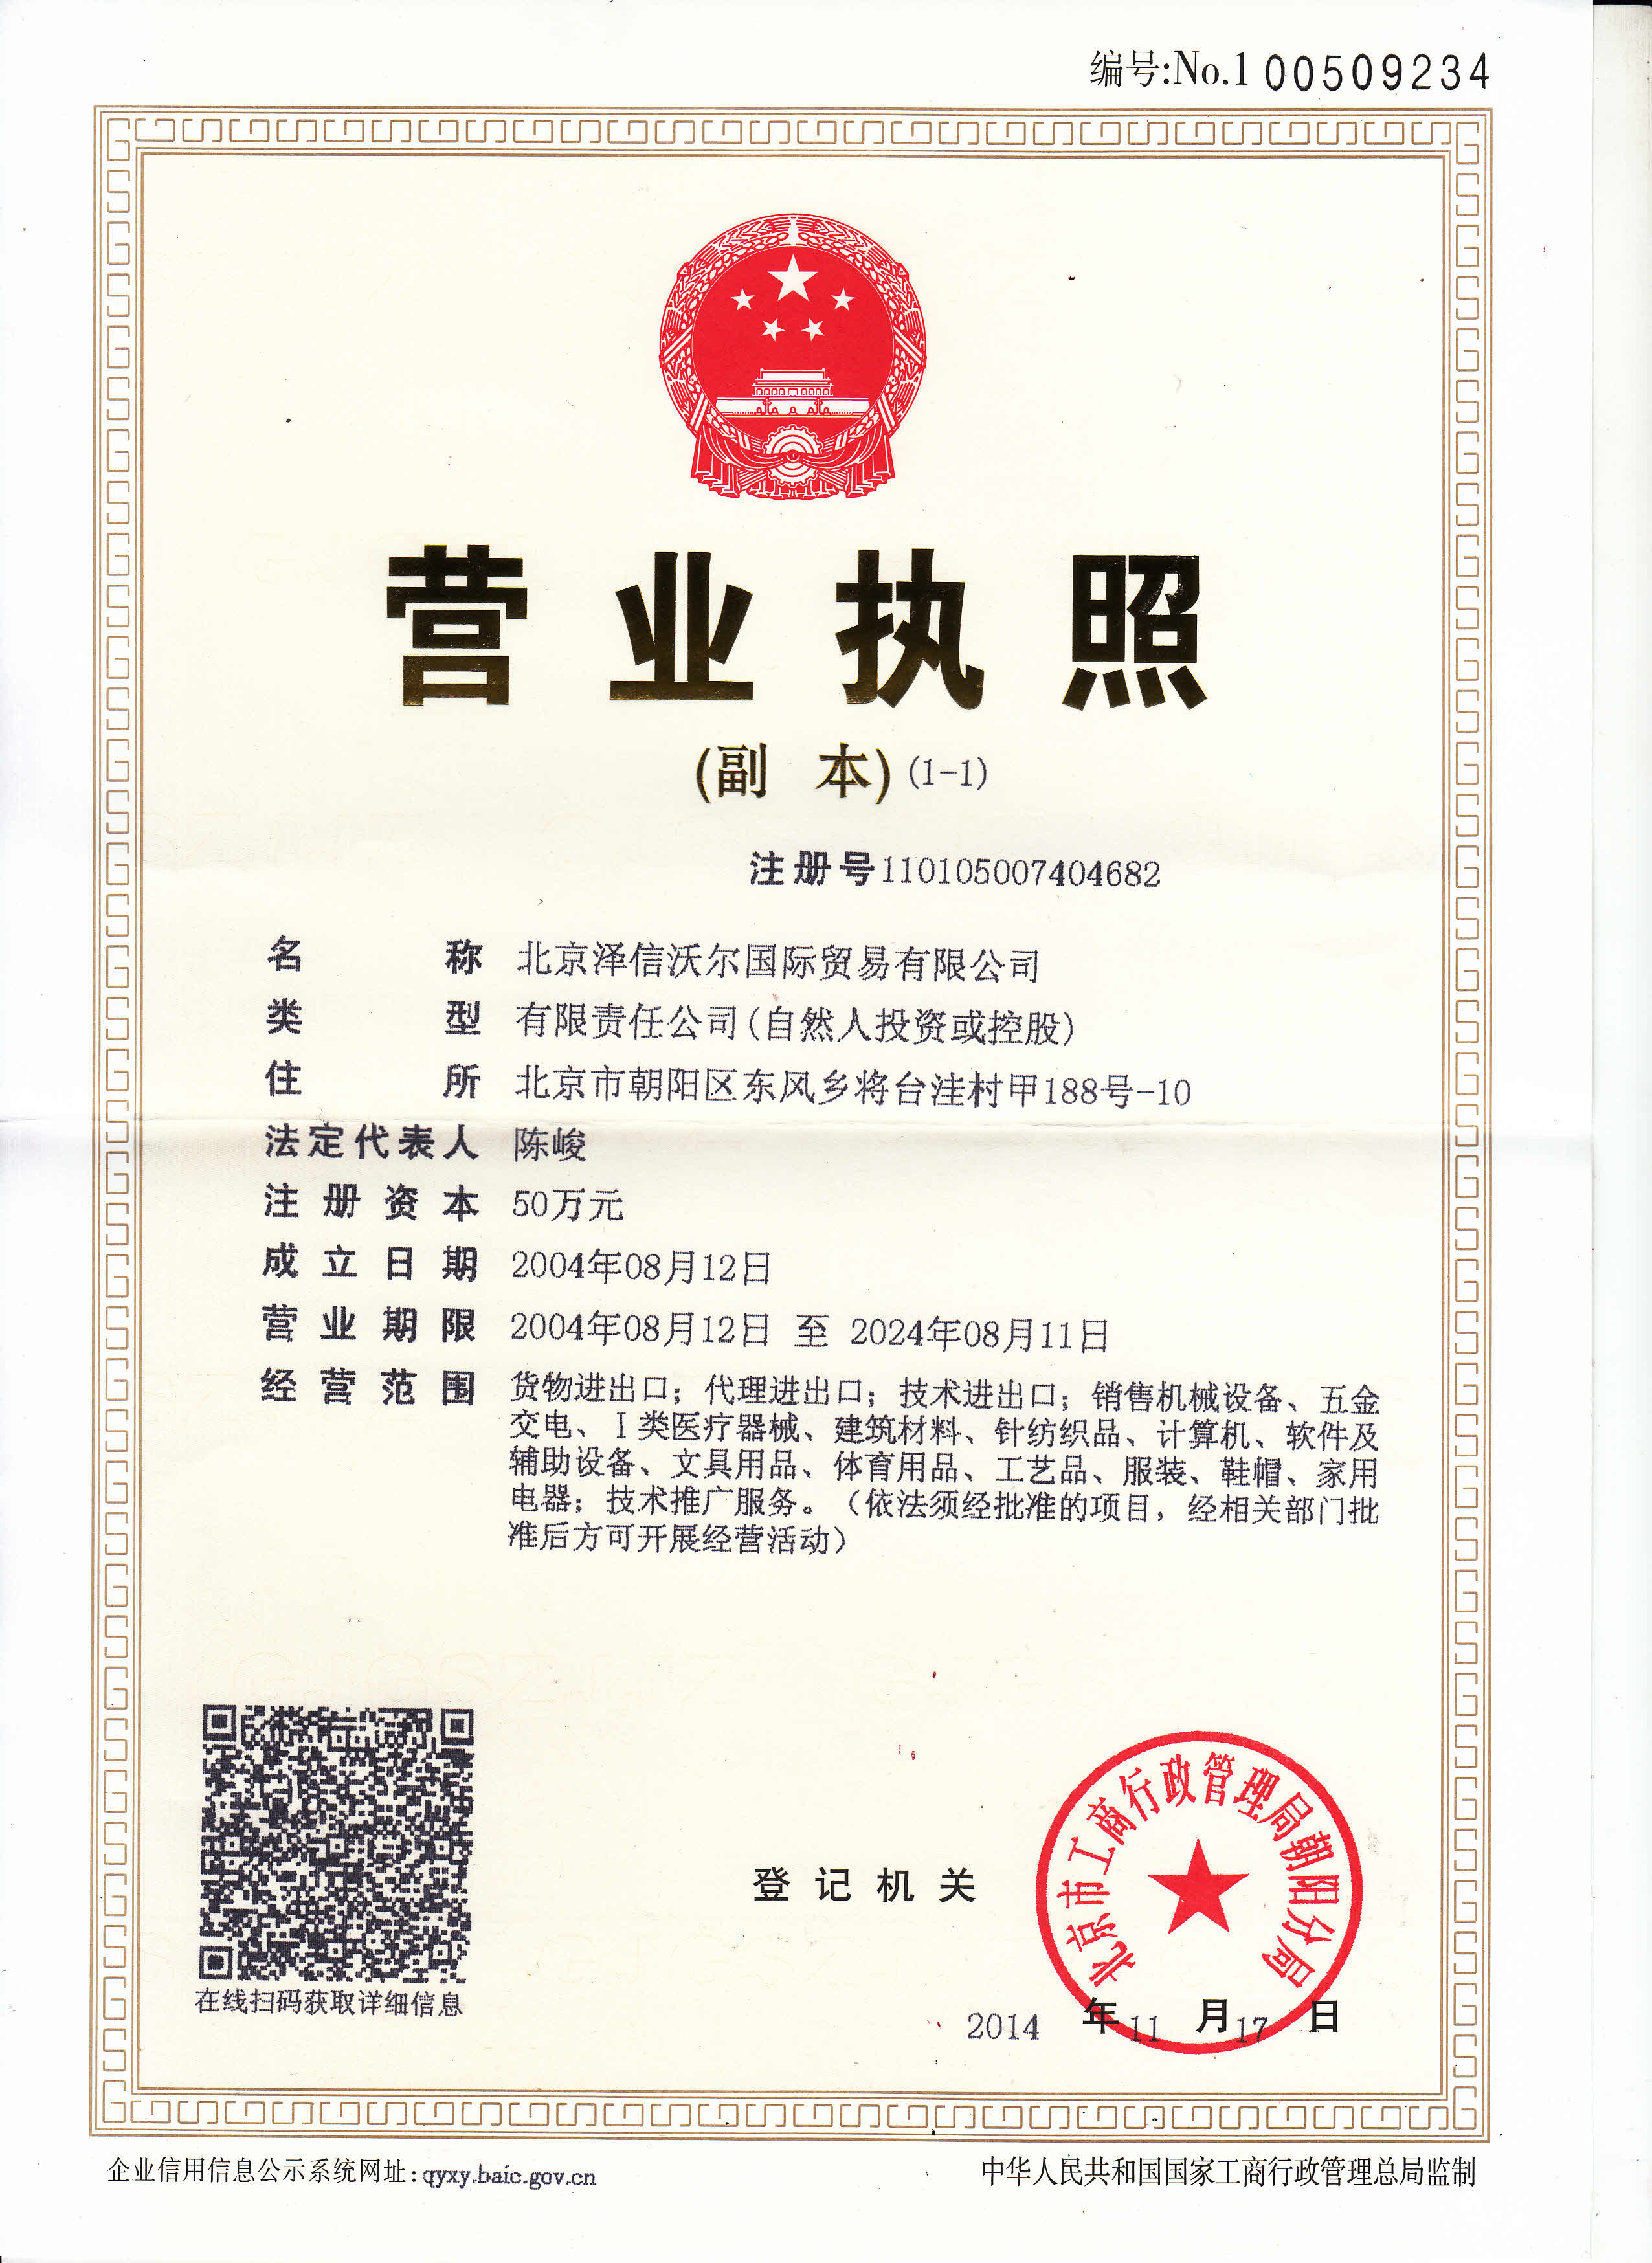 编号:No.1 00509234
营业执照
(副 本)(1-1)
注册号110105007404682
名 称 北京泽信沃尔国际贸易有限公司
类 型 有限责任公司(自然人投资或控股)
住 所 北京市朝阳区东风乡将台洼村甲188号-10
法定代表人 陈峻
注册资本 50万元
成立日期 2004年08月12日
营业期限 2004年08月12日 至 2024年08月11日
经营范围 货物进出口；代理进出口；技术进出口；销售机械设备、五金
交电、I类医疗器械、建筑材料、针纺织品、计算机、软件及
辅助设备、文具用品、体育用品、工艺品、服装、鞋帽、家用
电器；技术推广服务。（依法须经批准的项目，经相关部门批
准后方可开展经营活动）
北京市工商行政管理局朝阳分局
登记机关
在线扫码获取详细信息
2014 年 11 月 17 日
企业信用信息公示系统网址:qyxy.baic.gov.cn
中华人民共和国国家工商行政管理总局监制